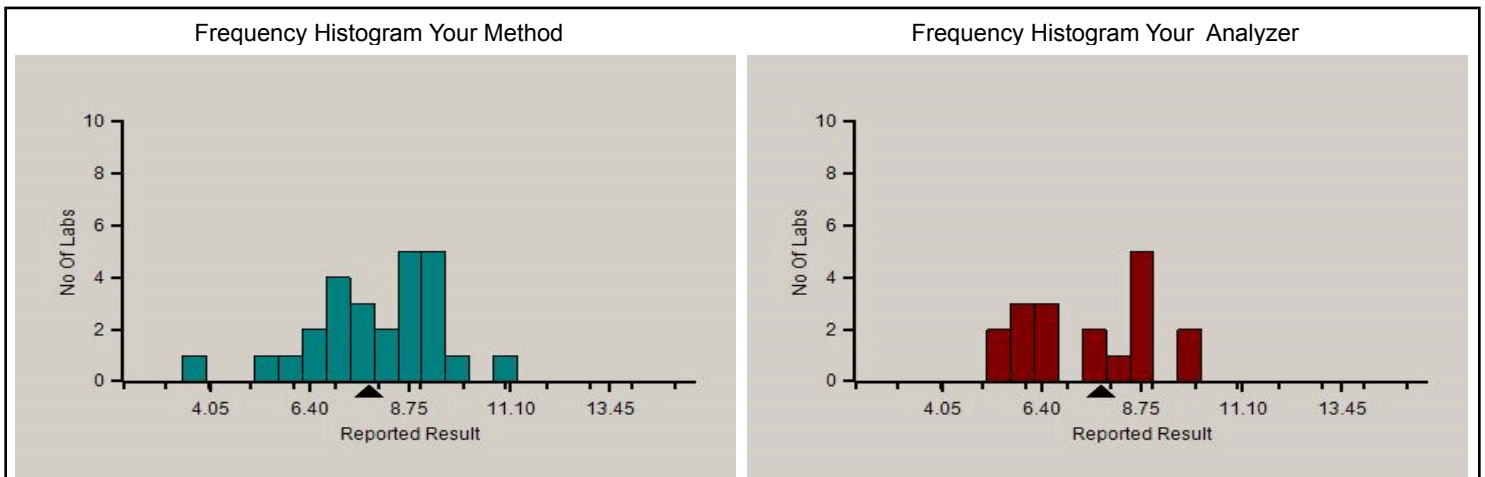 Frequency Histogram Your Method
10
8
6
4
2
0
No Of Labs
4.05 6.40 8.75 11.10 13.45
Reported Result
Frequency Histogram Your Analyzer
10
8
6
4
2
0
No Of Labs
4.05 6.40 8.75 11.10 13.45
Reported Result